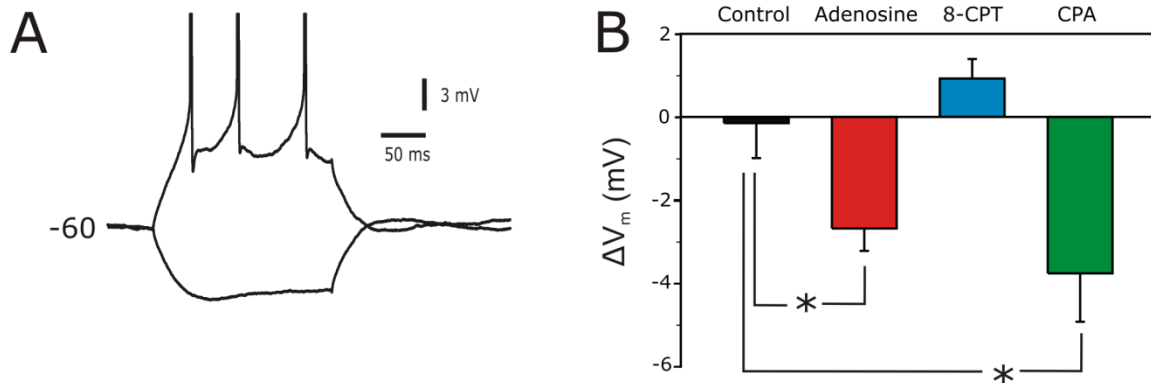 A
3 mV
50 ms
-60
B
Control Adenosine 8-CPT CPA
2
0
-2
-4
-6
ΔVm (mV)
*
*